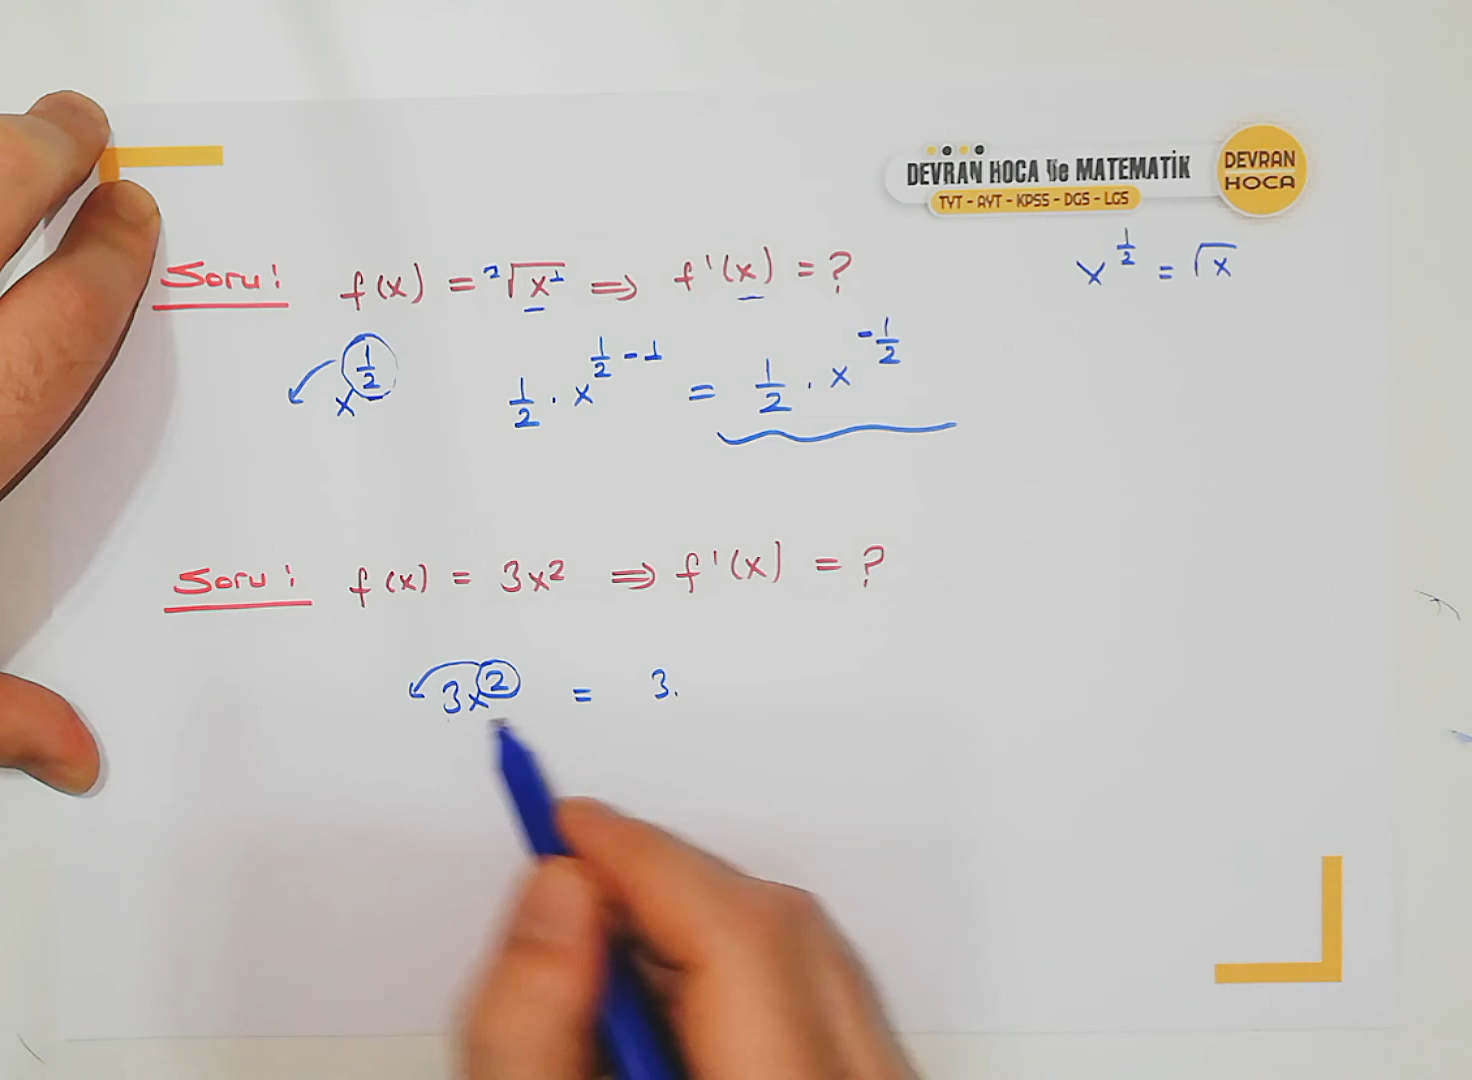 DEVRAN HOCA ile MATEMATİK
TYT - AYT - KPSS - DGS - LGS
DEVRAN
HOCA
Soru: f(x) = ²√x¹ ⇒ f'(x) = ?
x^(1/2) = √x
x^(1/2)
1/2 . x^(1/2 - 1) = 1/2 . x^(-1/2)
Soru: f(x) = 3x² ⇒ f'(x) = ?
3x² = 3.